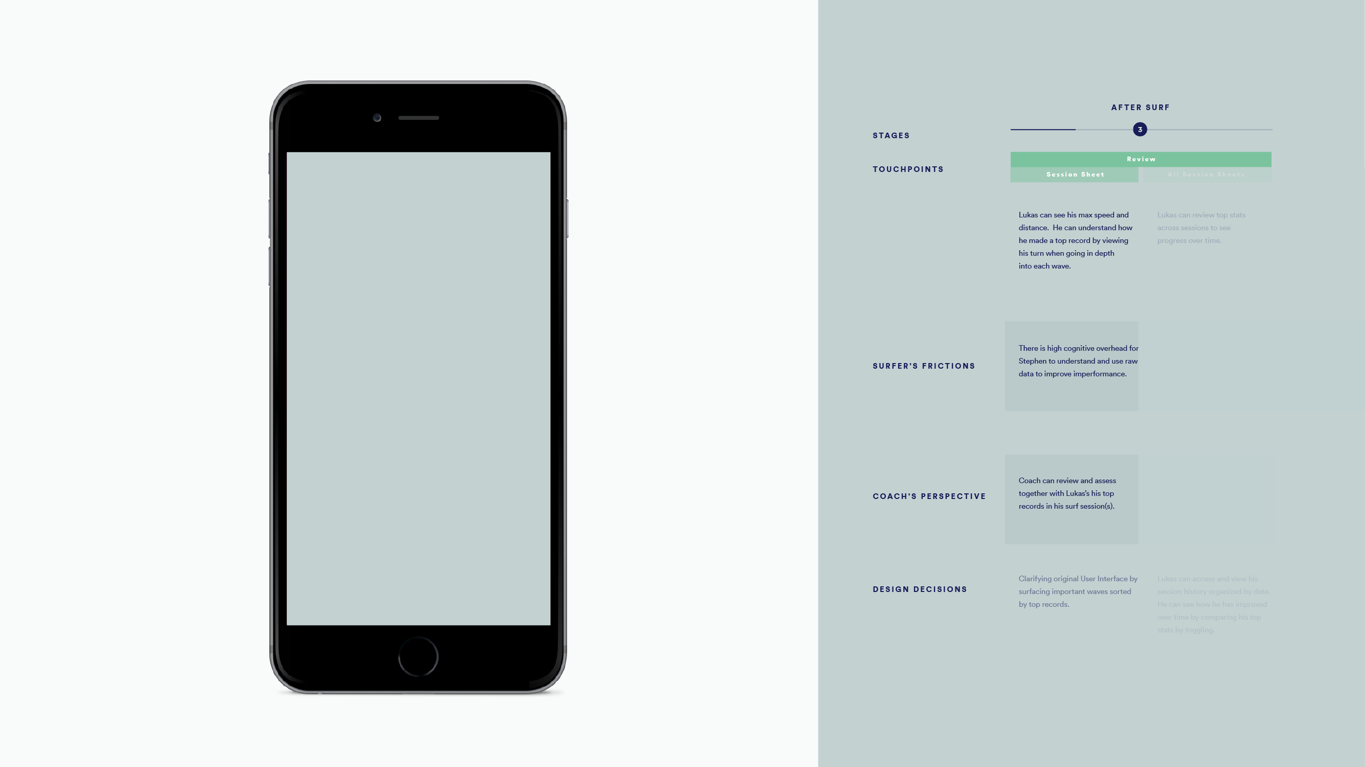 AFTER SURF
STAGES
3
TOUCHPOINTS
Review
Session Sheet
All Session Sheets
Lukas can see his max speed and
distance. He can understand how
he made a top record by viewing
his turn when going in depth
into each wave.
Lukas can review top stats
across sessions to see
progress over time.
SURFER'S FRICTIONS
There is high cognitive overhead for
Stephen to understand and use raw
data to improve imperformance.
COACH'S PERSPECTIVE
Coach can review and assess
together with Lukas's his top
records in his surf session(s).
DESIGN DECISIONS
Clarifying original User Interface by
surfacing important waves sorted
by top records.
Lukas can access and view his
session history organized by date.
He can see how he has improved
over time by comparing his top
stats by toggling.